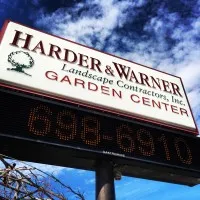 HARDER & WARNER
Landscape Contractors, Inc.
GARDEN CENTER
698-6910